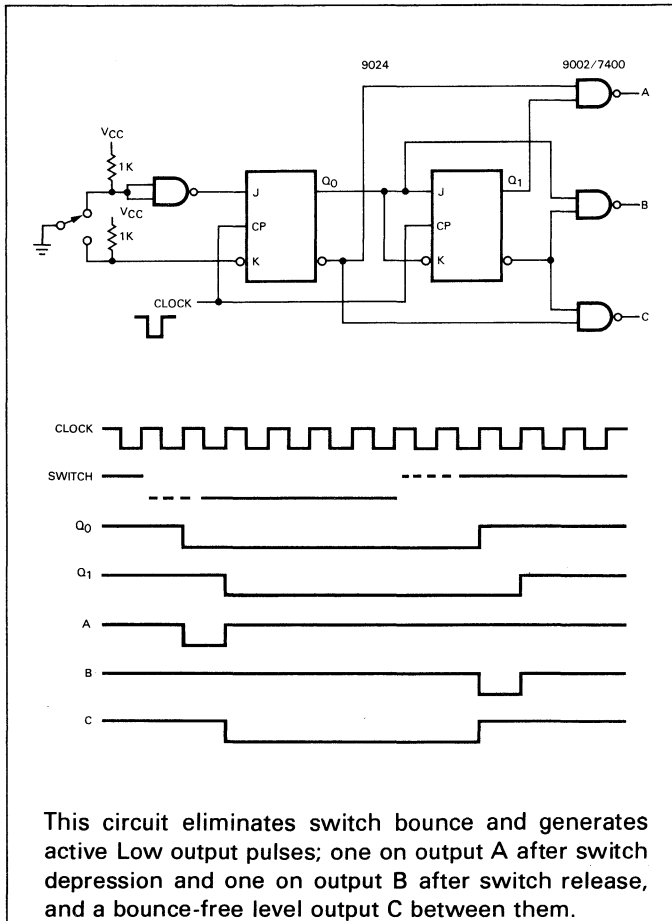 9024 9002/7400
A
VCC
1K
J Q0 J Q1
VCC
1K
CP CP B
K K
CLOCK
C
CLOCK
SWITCH
Q0
Q1
A
B
C
This circuit eliminates switch bounce and generates
active Low output pulses; one on output A after switch
depression and one on output B after switch release,
and a bounce-free level output C between them.